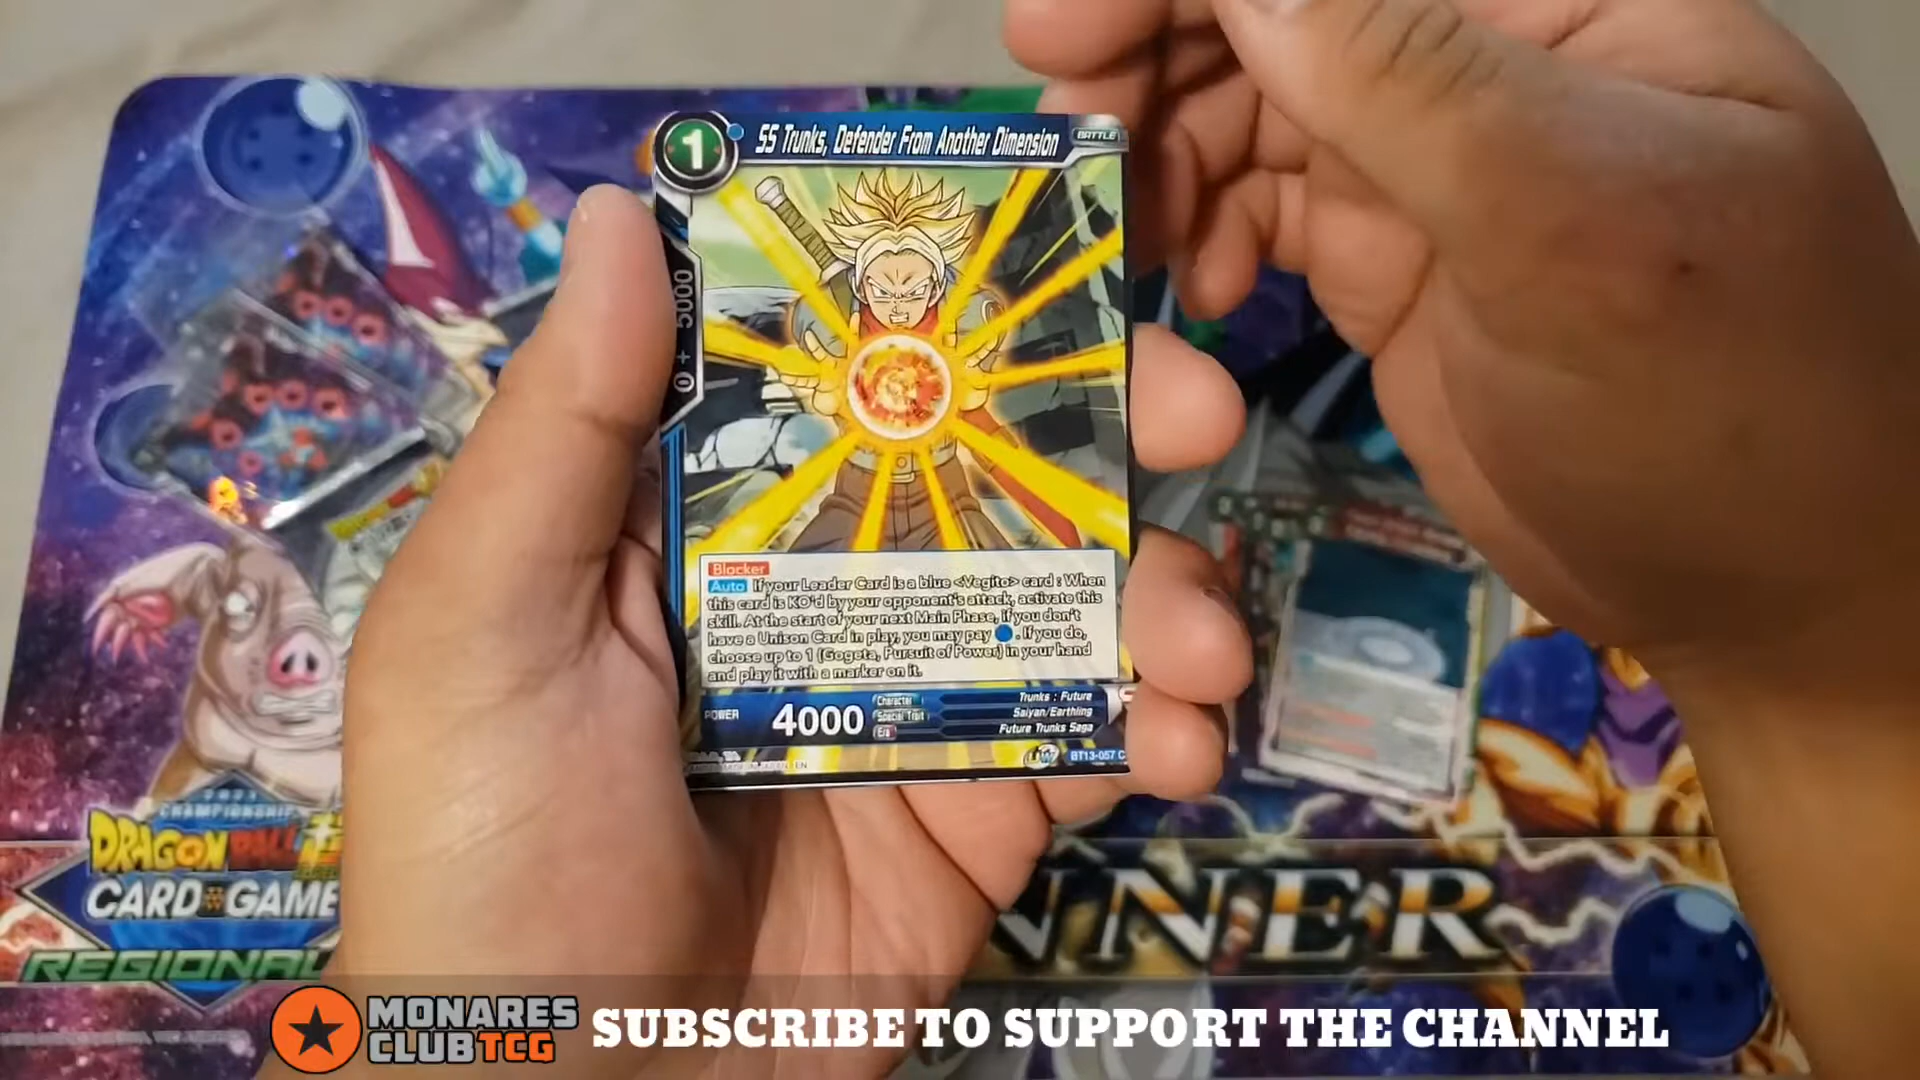 1
SS Trunks, Defender From Another Dimension
BATTLE
0 + 5000
Blocker
Auto If your Leader Card is a blue <Vegito> card : When
this card is KO'd by your opponent's attack, activate this
skill. At the start of your next Main Phase, if you don't
have a Unison Card in play, you may pay . If you do,
choose up to 1 {Gogeta, Pursuit of Power} in your hand
and play it with a marker on it.
POWER
4000
Character
Trunks : Future
Special Trait
Saiyan/Earthling
Era
Future Trunks Saga
BT13-057 C
CHAMPIONSHIP
DRAGON BALL 超
CARD GAME
REGIONAL
NNER
MONARES
CLUBTCG
SUBSCRIBE TO SUPPORT THE CHANNEL